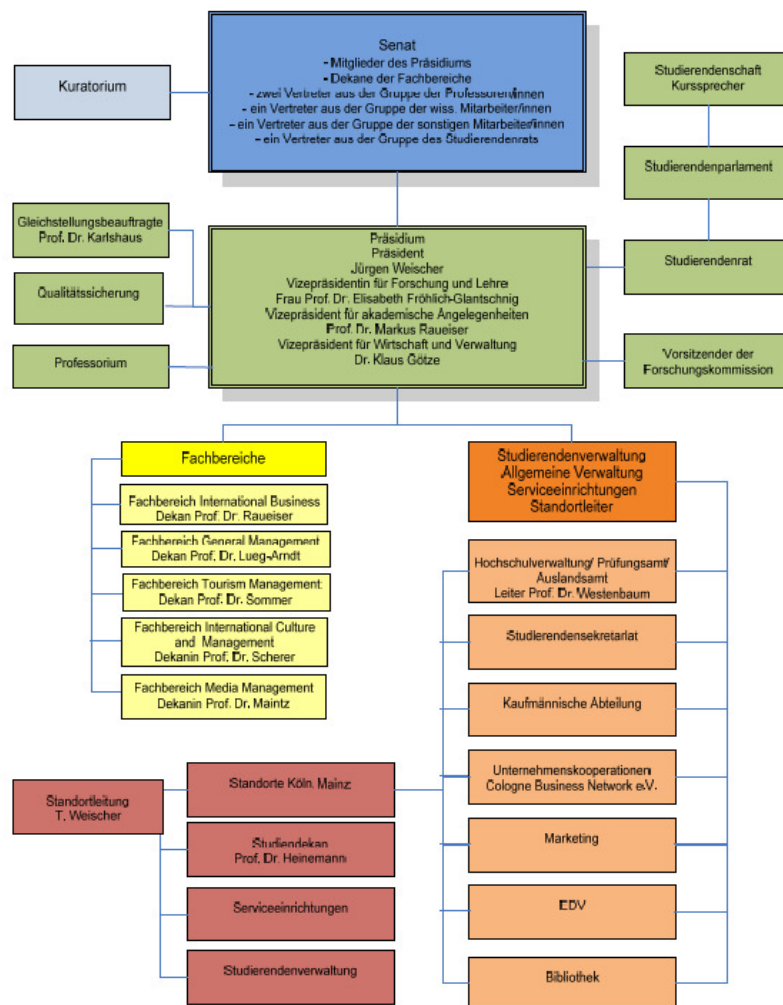 Senat
- Mitglieder des Präsidiums
- Dekane der Fachbereiche
- zwei Vertreter aus der Gruppe der Professoren/innen
- ein Vertreter aus der Gruppe der wiss. Mitarbeiter/innen
- ein Vertreter aus der Gruppe der sonstigen Mitarbeiter/innen
- ein Vertreter aus der Gruppe des Studierendenrats
Kuratorium
Studierendenschaft
Kurssprecher
Studierendenparlament
Studierendenrat
Gleichstellungsbeauftragte
Prof. Dr. Karlshaus
Qualitätssicherung
Professorium
Präsidium
Präsident
Jürgen Weischer
Vizepräsidentin für Forschung und Lehre
Frau Prof. Dr. Elisabeth Fröhlich-Glantschnig
Vizepräsident für akademische Angelegenheiten
Prof. Dr. Markus Raueiser
Vizepräsident für Wirtschaft und Verwaltung
Dr. Klaus Götze
Vorsitzender der
Forschungskommission
Fachbereiche
Fachbereich International Business
Dekan Prof. Dr. Raueiser
Fachbereich General Management
Dekan Prof. Dr. Lueg-Arndt
Fachbereich Tourism Management
Dekan Prof. Dr. Sommer
Fachbereich International Culture
and Management
Dekanin Prof. Dr. Scherer
Fachbereich Media Management
Dekanin Prof. Dr. Maintz
Studierendenverwaltung
Allgemeine Verwaltung
Serviceeinrichtungen
Standortleiter
Hochschulverwaltung/ Prüfungsamt/
Auslandsamt
Leiter Prof. Dr. Westenbaum
Studierendensekretariat
Kaufmännische Abteilung
Unternehmenskooperationen
Cologne Business Network e.V.
Marketing
EDV
Bibliothek
Standortleitung
T. Weischer
Standorte Köln, Mainz
Studiendekan
Prof. Dr. Heinemann
Serviceeinrichtungen
Studierendenverwaltung